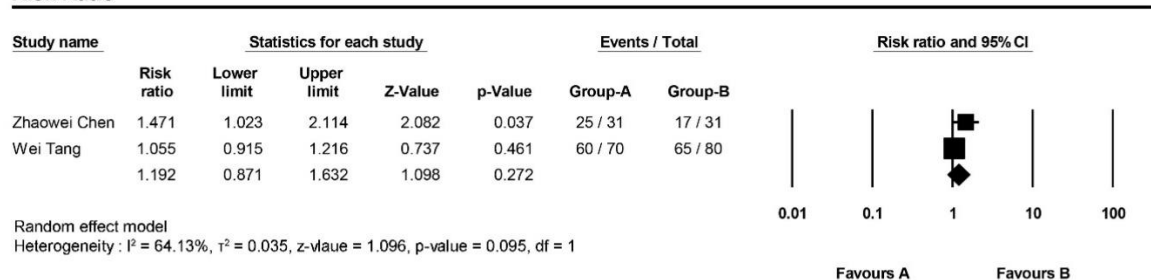 Study name Statistics for each study Events / Total Risk ratio and 95% CI
Risk ratio Lower limit Upper limit Z-Value p-Value Group-A Group-B
Zhaowei Chen 1.471 1.023 2.114 2.082 0.037 25 / 31 17 / 31
Wei Tang 1.055 0.915 1.216 0.737 0.461 60 / 70 65 / 80
1.192 0.871 1.632 1.098 0.272
0.01 0.1 1 10 100
Random effect model
Heterogeneity : I² = 64.13%, τ² = 0.035, z-vlaue = 1.096, p-value = 0.095, df = 1
Favours A Favours B